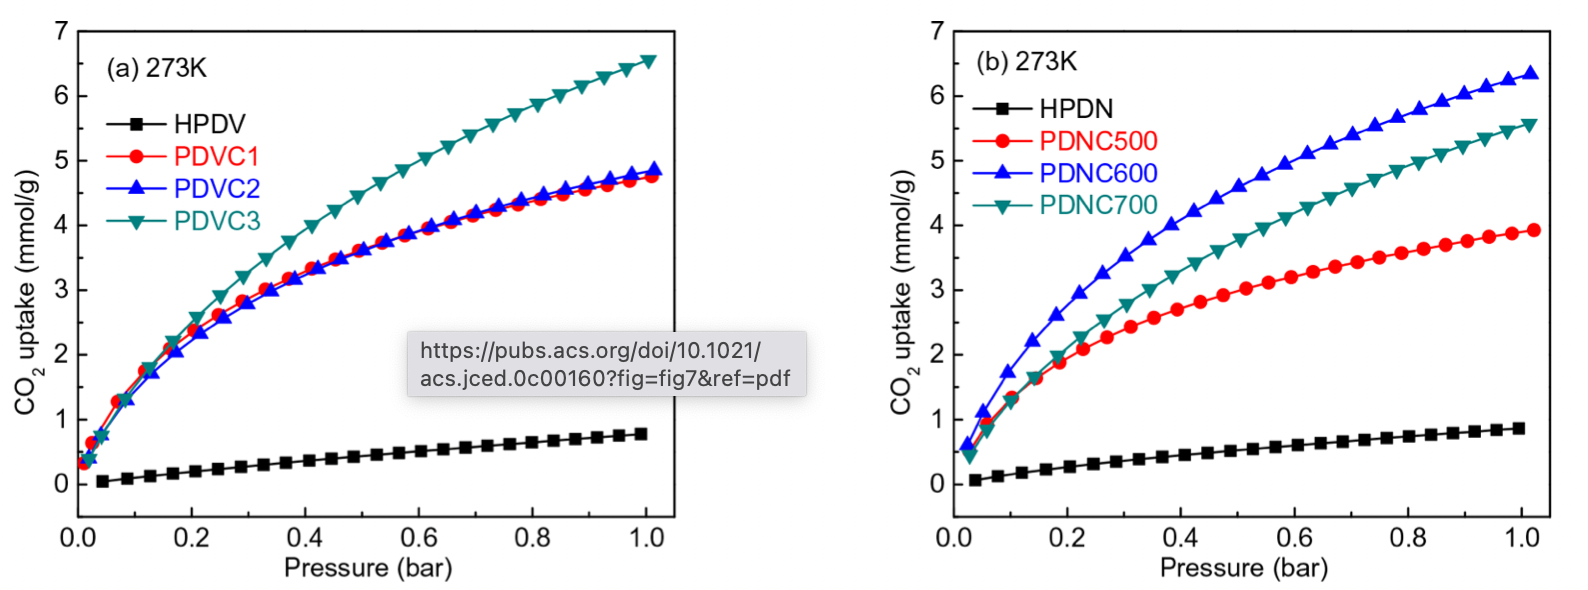 (a) 273K
HPDV
PDVC1
PDVC2
PDVC3
CO2 uptake (mmol/g)
7
6
5
4
3
2
1
0
0.0 0.2 0.4 0.6 0.8 1.0
Pressure (bar)
https://pubs.acs.org/doi/10.1021/
acs.jced.0c00160?fig=fig7&ref=pdf
(b) 273K
HPDN
PDNC500
PDNC600
PDNC700
CO2 uptake (mmol/g)
7
6
5
4
3
2
1
0
0.0 0.2 0.4 0.6 0.8 1.0
Pressure (bar)